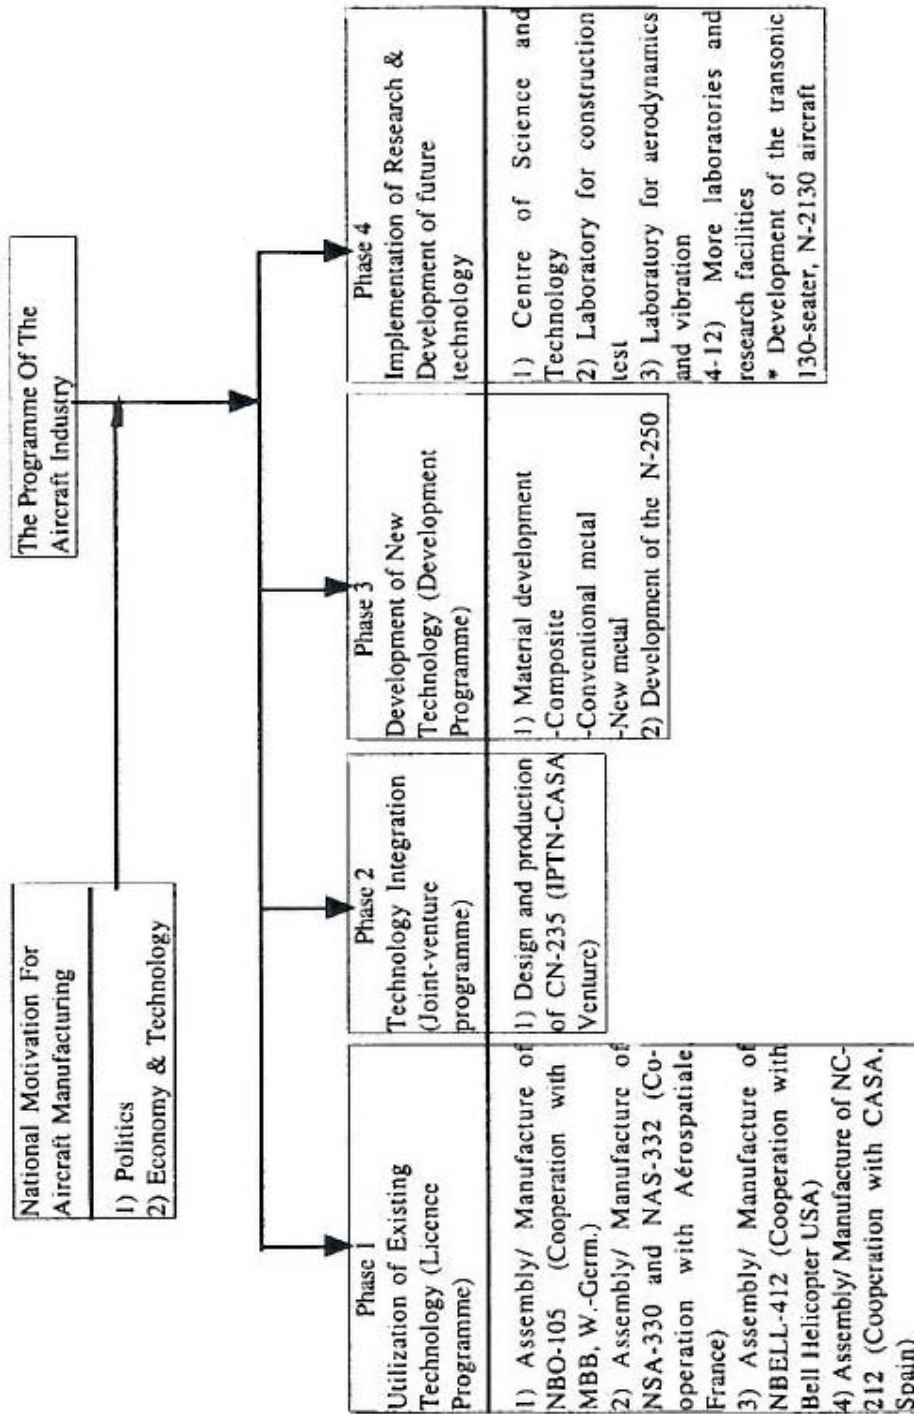 National Motivation For
Aircraft Manufacturing
1) Politics
2) Economy & Technology
The Programme Of The
Aircraft Industry
Phase 1
Utilization of Existing
Technology (Licence
Programme)
1) Assembly/ Manufacture of
NBO-105 (Cooperation with
MBB, W.-Germ.)
2) Assembly/ Manufacture of
NSA-330 and NAS-332 (Co-
operation with Aérospatiale,
France)
3) Assembly/ Manufacture of
NBELL-412 (Cooperation with
Bell Helicopter USA)
4) Assembly/ Manufacture of NC-
212 (Cooperation with CASA,
Spain)
Phase 2
Technology Integration
(Joint-venture
programme)
1) Design and production
of CN-235 (IPTN-CASA
Venture)
Phase 3
Development of New
Technology (Development
Programme)
1) Material development
-Composite
-Conventional metal
-New metal
2) Development of the N-250
Phase 4
Implementation of Research &
Development of future
technology
1) Centre of Science and
Technology
2) Laboratory for construction
test
3) Laboratory for aerodynamics
and vibration
4-12) More laboratories and
research facilities
* Development of the transonic
130-seater, N-2130 aircraft